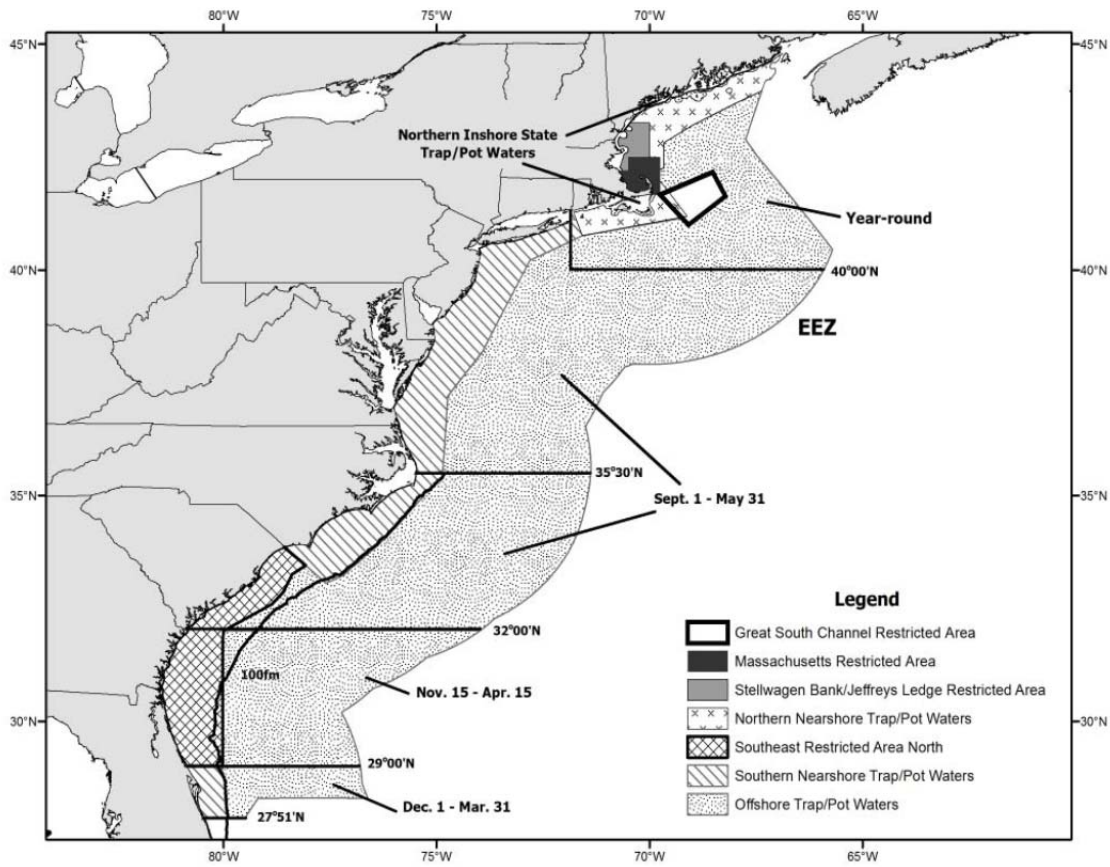 80°W
75°W
70°W
65°W
45°N
45°N
Northern Inshore State
Trap/Pot Waters
Year-round
40°N
40°00'N
40°N
EEZ
35°N
35°30'N
35°N
Sept. 1 - May 31
Legend
32°00'N
Great South Channel Restricted Area
Massachusetts Restricted Area
100fm
Nov. 15 - Apr. 15
Stellwagen Bank/Jeffreys Ledge Restricted Area
30°N
Northern Nearshore Trap/Pot Waters
30°N
Southeast Restricted Area North
29°00'N
Southern Nearshore Trap/Pot Waters
Dec. 1 - Mar. 31
Offshore Trap/Pot Waters
27°51'N
80°W
75°W
70°W
65°W